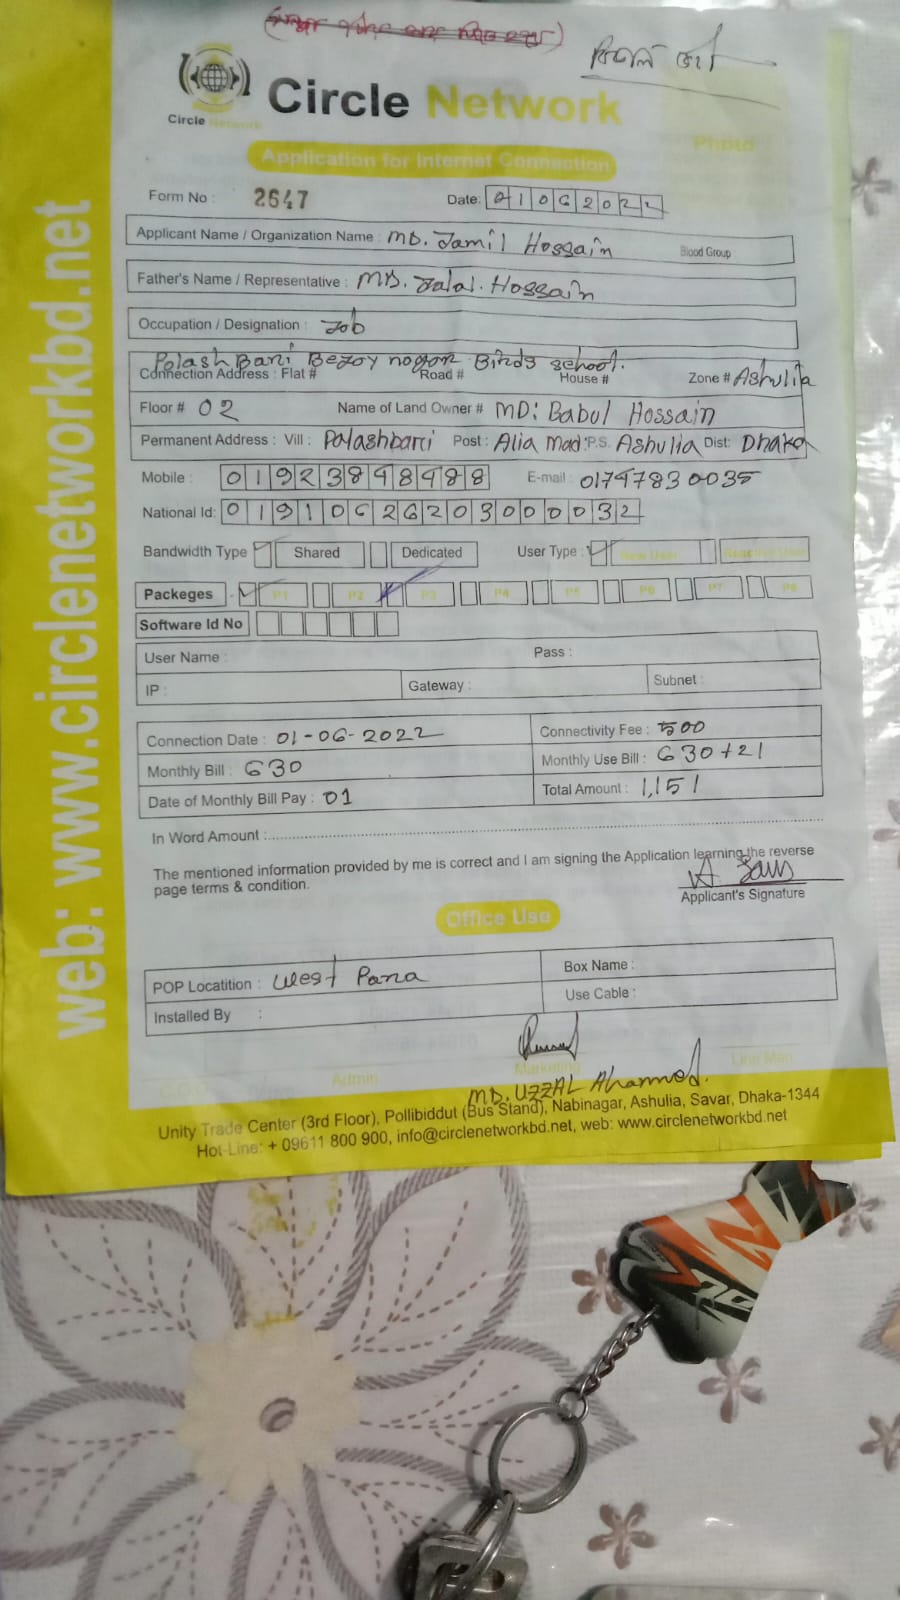 Circle Network
Circle Network
Photo
Application for Internet Connection
Form No : 2647
Date: 01062022
Applicant Name / Organization Name : MD. Jamil Hossain Blood Group
Father's Name / Representative : MD. Jalal. Hossain
Occupation / Designation : Job
Polash Bari Bezoy nogor Birds school.
Connection Address : Flat # Road # House # Zone # Ashulia
Floor # 02 Name of Land Owner # MD: Babul Hossain
Permanent Address : Vill : Palashbari Post : Alia mad P.S. Ashulia Dist: Dhaka
Mobile : 01923898988 E-mail : 01747830035
National Id: 01910626203000032
Bandwidth Type Shared Dedicated User Type : New User
Packeges P1 P2 P3 P4 P5 P6 P7 P8
Software Id No
User Name : Pass :
IP : Gateway : Subnet :
Connection Date : 01-06-2022 Connectivity Fee : 500
Monthly Bill : 630 Monthly Use Bill : 630+21
Date of Monthly Bill Pay : 01 Total Amount : 1,151
In Word Amount :
The mentioned information provided by me is correct and I am signing the Application learning the reverse
page terms & condition.
Applicant's Signature
Office Use
POP Locatition : West Para Box Name :
Installed By : Use Cable :
Admin Marketing Line Man
MD. UZZAL Ahammed.
Unity Trade Center (3rd Floor), Pollibiddut (Bus Stand), Nabinagar, Ashulia, Savar, Dhaka-1344
Hot-Line: + 09611 800 900, info@circlenetworkbd.net, web: www.circlenetworkbd.net
web: www.circlenetworkbd.net